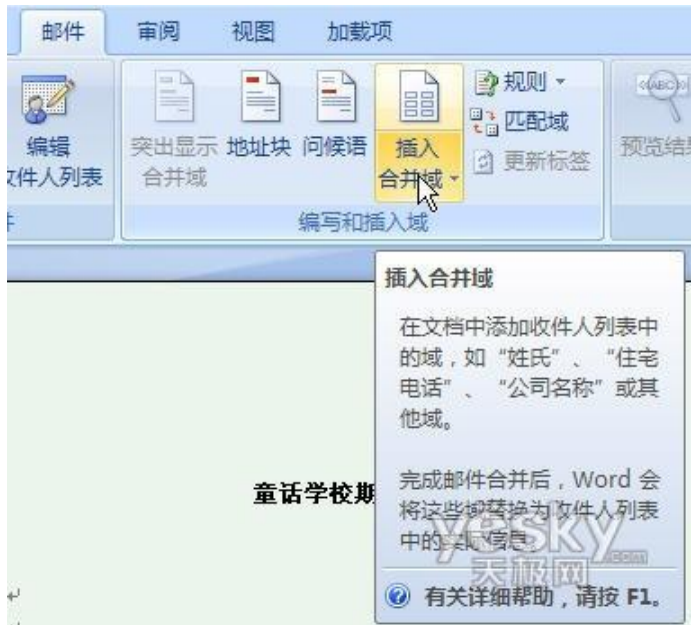 邮件 审阅 视图 加载项
编辑
收件人列表
突出显示
合并域
地址块
问候语
插入
合并域
规则
匹配域
更新标签
ABC
预览结
编写和插入域
插入合并域
在文档中添加收件人列表中
的域，如“姓氏”、“住宅
电话”、“公司名称”或其
他域。
完成邮件合并后，Word 会
将这些域替换为收件人列表
中的实际信息。
有关详细帮助，请按 F1。
童话学校期
yesky.com
天极网